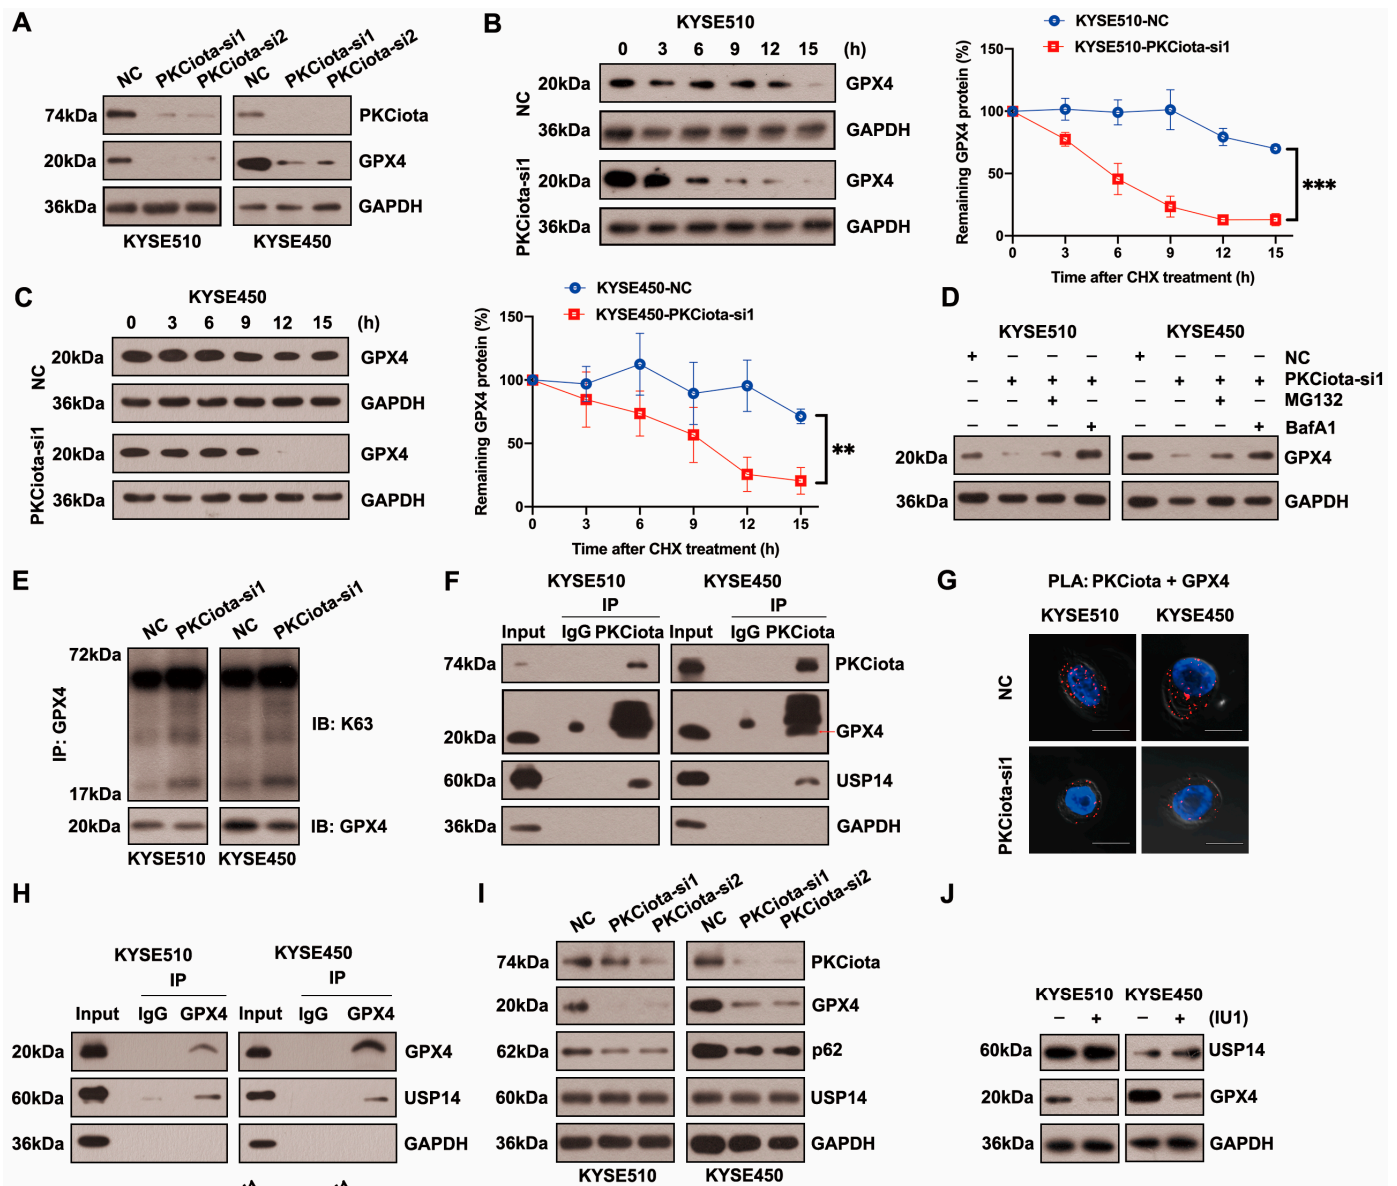 A
NC PKCiota-si1 PKCiota-si2 NC PKCiota-si1 PKCiota-si2
74kDa PKCiota
20kDa GPX4
36kDa GAPDH
KYSE510 KYSE450
B
KYSE510
0 3 6 9 12 15 (h)
NC
20kDa GPX4
36kDa GAPDH
PKCiota-si1
20kDa GPX4
36kDa GAPDH
KYSE510-NC
KYSE510-PKCiota-si1
Remaining GPX4 protein (%)
150
100
50
0
***
0 3 6 9 12 15
Time after CHX treatment (h)
C
KYSE450
0 3 6 9 12 15 (h)
NC
20kDa GPX4
36kDa GAPDH
PKCiota-si1
20kDa GPX4
36kDa GAPDH
KYSE450-NC
KYSE450-PKCiota-si1
Remaining GPX4 protein (%)
150
100
50
0
**
0 3 6 9 12 15
Time after CHX treatment (h)
D
KYSE510 KYSE450
+ − − − + − − − NC
− + + + − + + + PKCiota-si1
− − + − − − + − MG132
− − − + − − − + BafA1
20kDa GPX4
36kDa GAPDH
E
NC PKCiota-si1 NC PKCiota-si1
IP: GPX4
72kDa
IB: K63
17kDa
20kDa IB: GPX4
KYSE510 KYSE450
F
KYSE510 KYSE450
IP IP
Input IgG PKCiota Input IgG PKCiota
74kDa PKCiota
20kDa GPX4
60kDa USP14
36kDa GAPDH
G
PLA: PKCiota + GPX4
KYSE510 KYSE450
NC
PKCiota-si1
H
KYSE510 KYSE450
IP IP
Input IgG GPX4 Input IgG GPX4
20kDa GPX4
60kDa USP14
36kDa GAPDH
I
NC PKCiota-si1 PKCiota-si2 NC PKCiota-si1 PKCiota-si2
74kDa PKCiota
20kDa GPX4
62kDa p62
60kDa USP14
36kDa GAPDH
KYSE510 KYSE450
J
KYSE510 KYSE450
− + − + (IU1)
60kDa USP14
20kDa GPX4
36kDa GAPDH